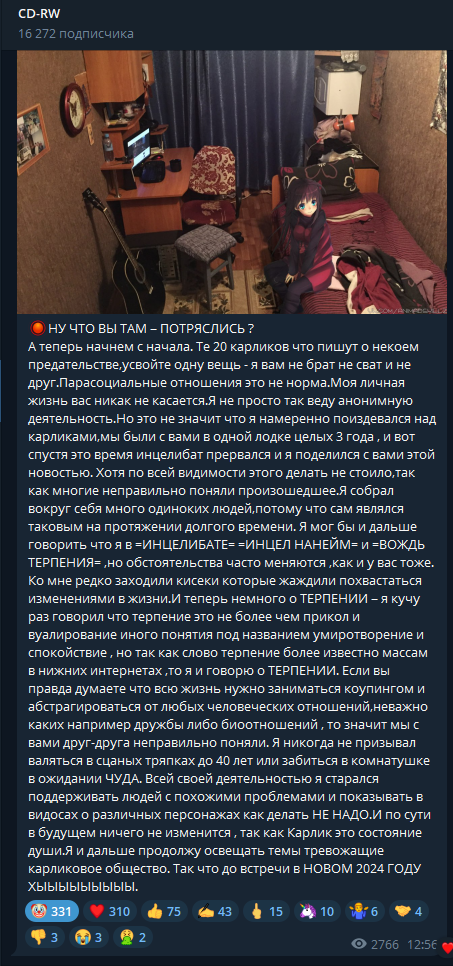 CD-RW
16 272 подписчика
НУ ЧТО ВЫ ТАМ – ПОТРЯСЛИСЬ ?
А теперь начнем с начала. Те 20 карликов что пишут о некоем
предательстве,усвойте одну вещь - я вам не брат не сват и не
друг.Парасоциальные отношения это не норма.Моя личная
жизнь вас никак не касается.Я не просто так веду анонимную
деятельность.Но это не значит что я намеренно поиздевался над
карликами,мы были с вами в одной лодке целых 3 года , и вот
спустя это время инцелибат прервался и я поделился с вами этой
новостью. Хотя по всей видимости этого делать не стоило,так
как многие неправильно поняли произошедшее.Я собрал
вокруг себя много одиноких людей,потому что сам являлся
таковым на протяжении долгого времени. Я мог бы и дальше
говорить что я в =ИНЦЕЛИБАТЕ= =ИНЦЕЛ НАНЕЙМ= и =ВОЖДЬ
ТЕРПЕНИЯ= ,но обстоятельства часто меняются ,как и у вас тоже.
Ко мне редко заходили кисеки которые жаждили похвастаться
изменениями в жизни.И теперь немного о ТЕРПЕНИИ – я кучу
раз говорил что терпение это не более чем прикол и
вуалирование иного понятия под названием умиротворение и
спокойствие , но так как слово терпение более известно массам
в нижних интернетах ,то я и говорю о ТЕРПЕНИИ. Если вы
правда думаете что всю жизнь нужно заниматься коупингом и
абстрагироваться от любых человеческих отношений,неважно
каких например дружбы либо биоотношений , то значит мы с
вами друг-друга неправильно поняли. Я никогда не призывал
валяться в сцаных тряпках до 40 лет или забиться в комнатушке
в ожидании ЧУДА. Всей своей деятельностью я старался
поддерживать людей с похожими проблемами и показывать в
видосах о различных персонажах как делать НЕ НАДО.И по сути
в будущем ничего не изменится , так как Карлик это состояние
души.Я и дальше продолжу освещать темы тревожащие
карликовое общество. Так что до встречи в НОВОМ 2024 ГОДУ
ХЫЫЫЫЫЫЫЫЫ.
331 310 75 43 15 10 6 4
3 3 2
2766 12:56